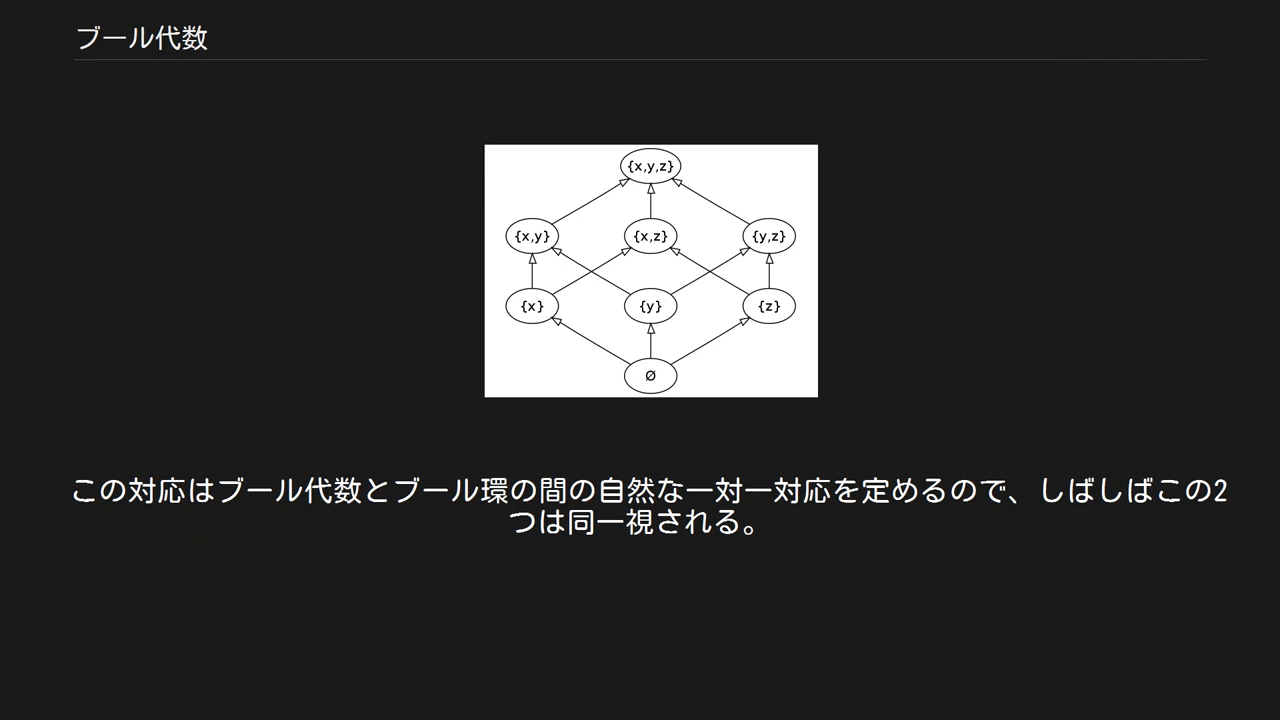 ブール代数
{x,y,z}
{x,y} {x,z} {y,z}
{x} {y} {z}
Ø
この対応はブール代数とブール環の間の自然な一対一対応を定めるので、しばしばこの2
つは同一視される。